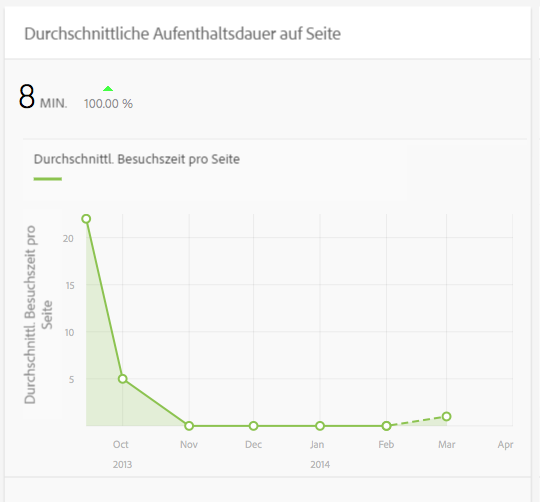 Durchschnittliche Aufenthaltsdauer auf Seite
8 MIN. 100.00 %
Durchschnittl. Besuchszeit pro Seite
Durchschnittl. Besuchszeit pro
Seite
20
15
10
5
Oct Nov Dec Jan Feb Mar Apr
2013 2014